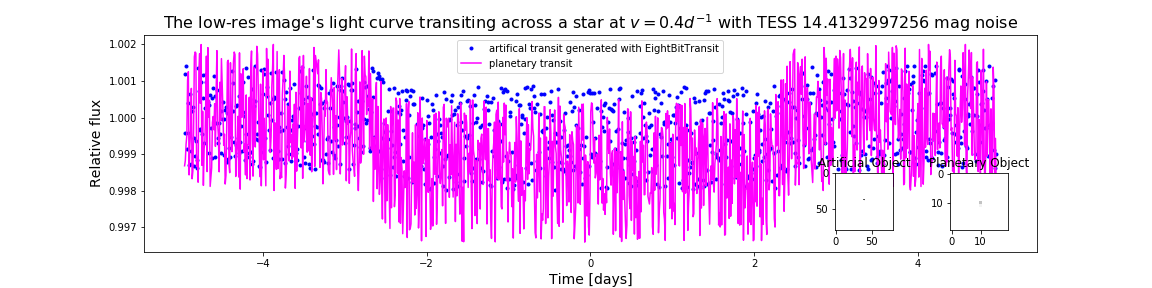 The low-res image's light curve transiting across a star at v = 0.4d⁻¹ with TESS 14.4132997256 mag noise
artifical transit generated with EightBitTransit
planetary transit
Relative flux
1.002
1.001
1.000
0.999
0.998
0.997
Artificial Object
0
50
0 50
Planetary Object
0
10
0 10
−4 −2 0 2 4
Time [days]